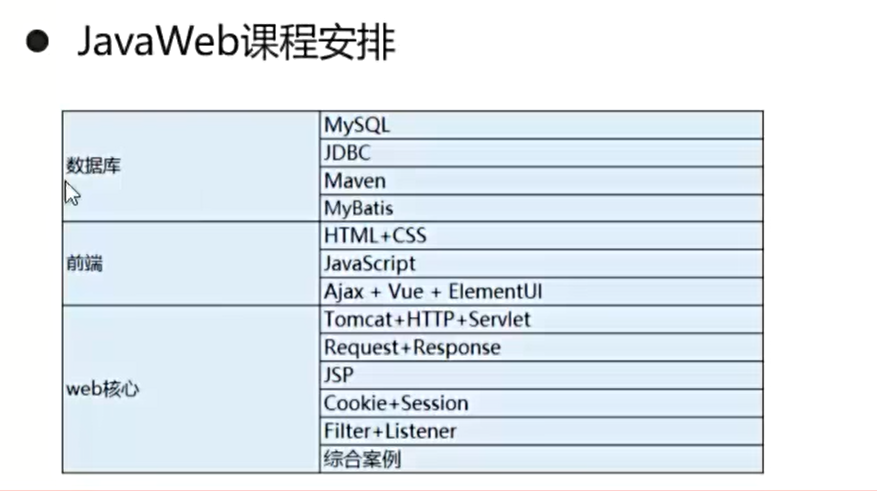 ● JavaWeb课程安排
数据库
MySQL
JDBC
Maven
MyBatis
前端
HTML+CSS
JavaScript
Ajax + Vue + ElementUI
web核心
Tomcat+HTTP+Servlet
Request+Response
JSP
Cookie+Session
Filter+Listener
综合案例